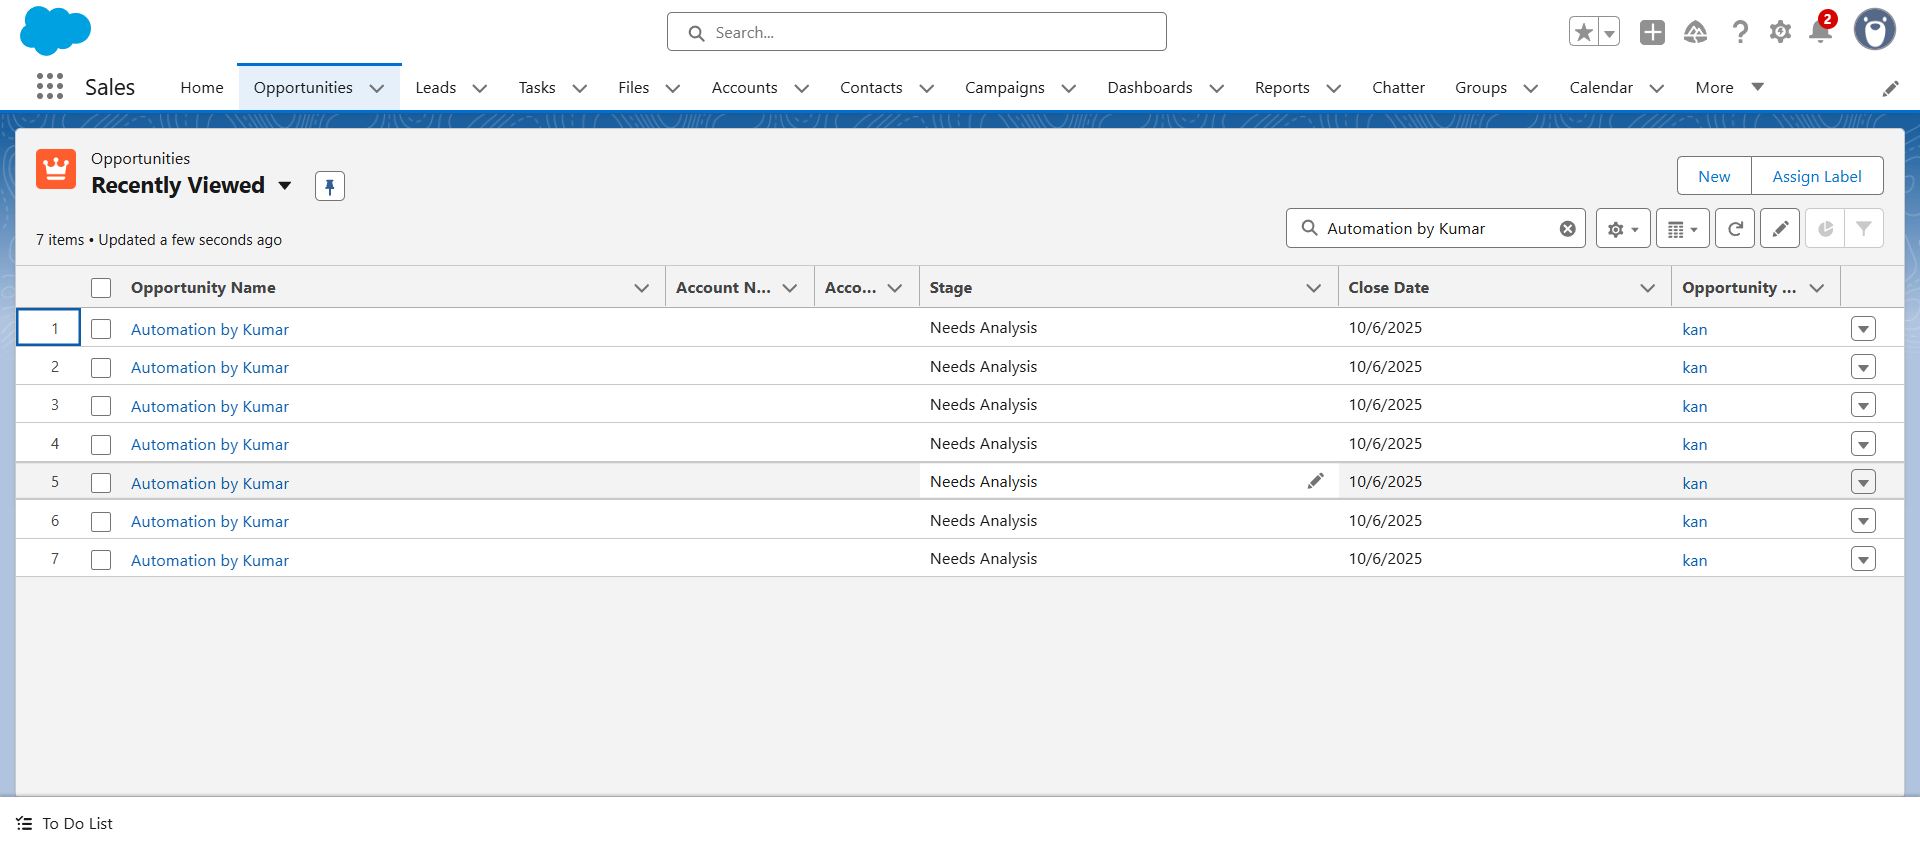 Search...
2
Sales
Home
Opportunities
Leads
Tasks
Files
Accounts
Contacts
Campaigns
Dashboards
Reports
Chatter
Groups
Calendar
More
Opportunities
Recently Viewed
New
Assign Label
7 items • Updated a few seconds ago
Automation by Kumar
Opportunity Name Account N... Acco... Stage Close Date Opportunity ...
1 Automation by Kumar Needs Analysis 10/6/2025 kan
2 Automation by Kumar Needs Analysis 10/6/2025 kan
3 Automation by Kumar Needs Analysis 10/6/2025 kan
4 Automation by Kumar Needs Analysis 10/6/2025 kan
5 Automation by Kumar Needs Analysis 10/6/2025 kan
6 Automation by Kumar Needs Analysis 10/6/2025 kan
7 Automation by Kumar Needs Analysis 10/6/2025 kan
To Do List